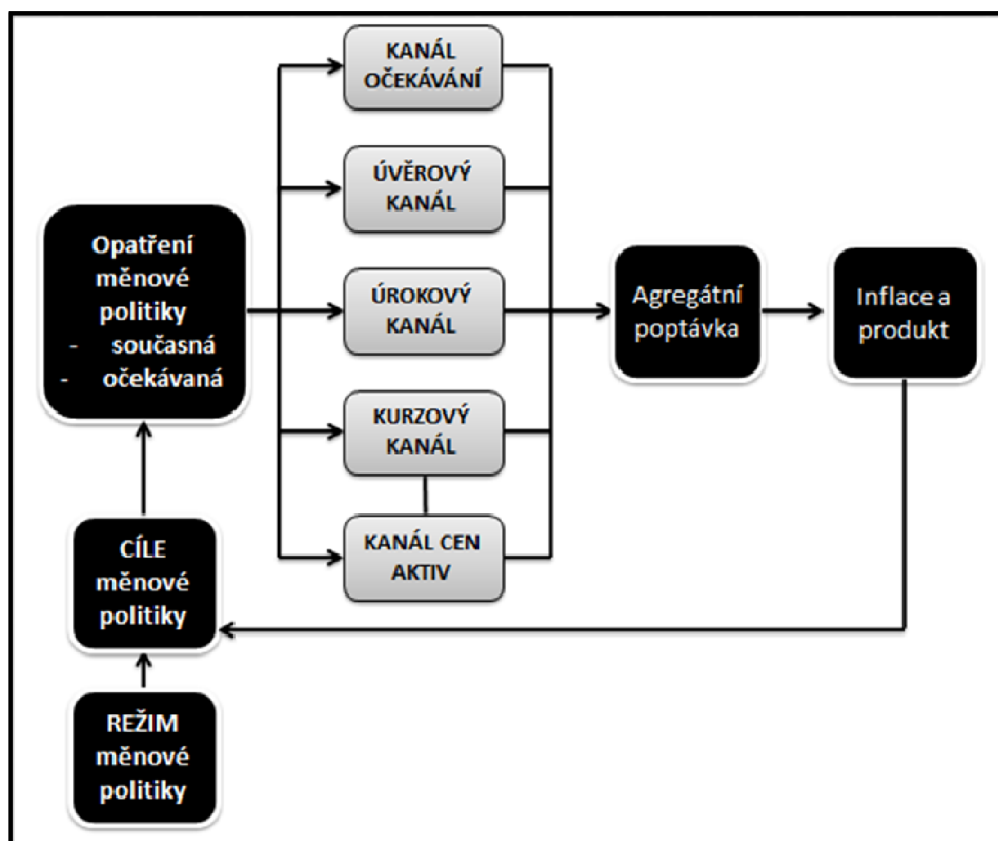 KANÁL
OČEKÁVÁNÍ
ÚVĚROVÝ
KANÁL
Opatření
měnové
politiky
- současná
- očekávaná
ÚROKOVÝ
KANÁL
Agregátní
poptávka
Inflace a
produkt
KURZOVÝ
KANÁL
KANÁL CEN
AKTIV
CÍLE
měnové
politiky
REŽIM
měnové
politiky